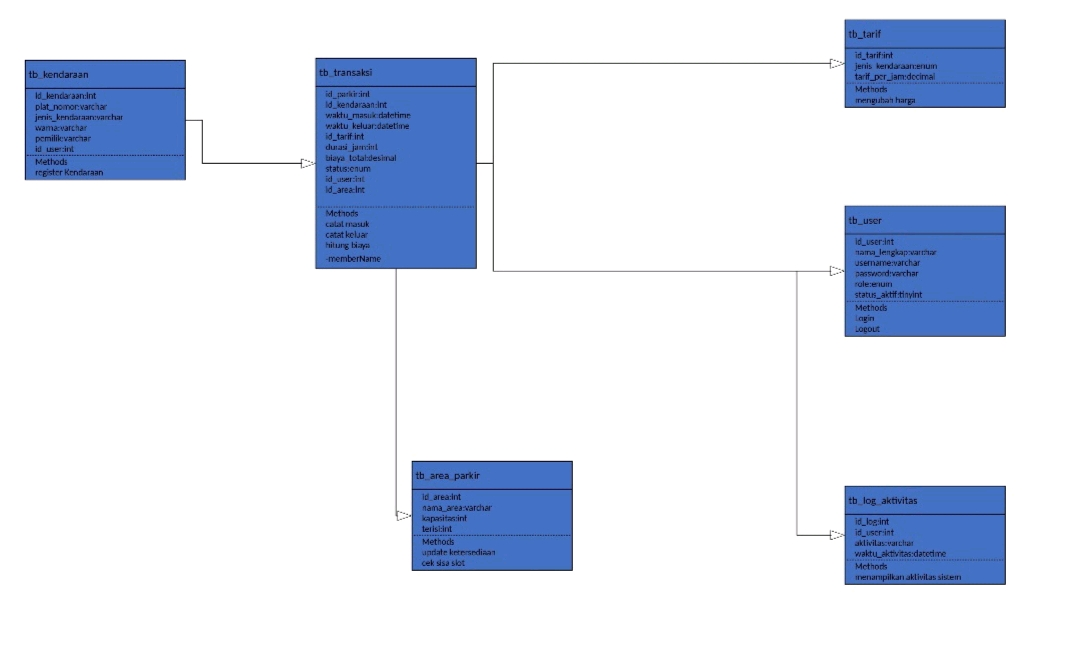 tb_kendaraan
id_kendaraan:int
plat_nomor:varchar
jenis_kendaraan:varchar
warna:varchar
pemilik:varchar
id_user:int
Methods
register Kendaraan
tb_transaksi
id_parkir:int
id_kendaraan:int
waktu_masuk:datetime
waktu_keluar:datetime
id_tarif:int
durasi_jam:int
biaya_total:desimal
status:enum
id_user:int
id_area:int
Methods
catat masuk
catat keluar
hitung biaya
-memberName
tb_tarif
id_tarif:int
jenis_kendaraan:enum
tarif_per_jam:decimal
Methods
mengubah harga
tb_user
id_user:int
nama_lengkap:varchar
username:varchar
password:varchar
role:enum
status_aktif:tinyint
Methods
Login
Logout
tb_area_parkir
id_area:int
nama_area:varchar
kapasitas:int
terisi:int
Methods
update ketersediaan
cek sisa slot
tb_log_aktivitas
id_log:int
id_user:int
aktivitas:varchar
waktu_aktivitas:datetime
Methods
menampilkan aktivitas sistem